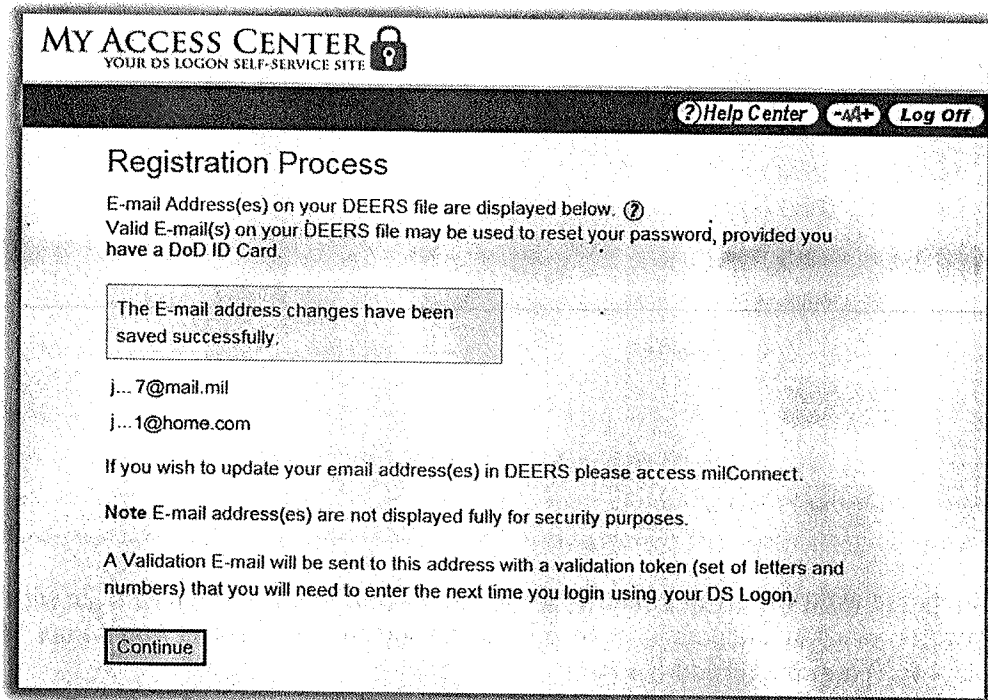 MY ACCESS CENTER
YOUR DS LOGON SELF-SERVICE SITE
(?)Help Center -AA+ Log Off
Registration Process
E-mail Address(es) on your DEERS file are displayed below. (?)
Valid E-mail(s) on your DEERS file may be used to reset your password, provided you
have a DoD ID Card.
The E-mail address changes have been
saved successfully.
j... 7@mail.mil
j...1@home.com
If you wish to update your email address(es) in DEERS please access milConnect.
Note E-mail address(es) are not displayed fully for security purposes.
A Validation E-mail will be sent to this address with a validation token (set of letters and
numbers) that you will need to enter the next time you login using your DS Logon.
Continue